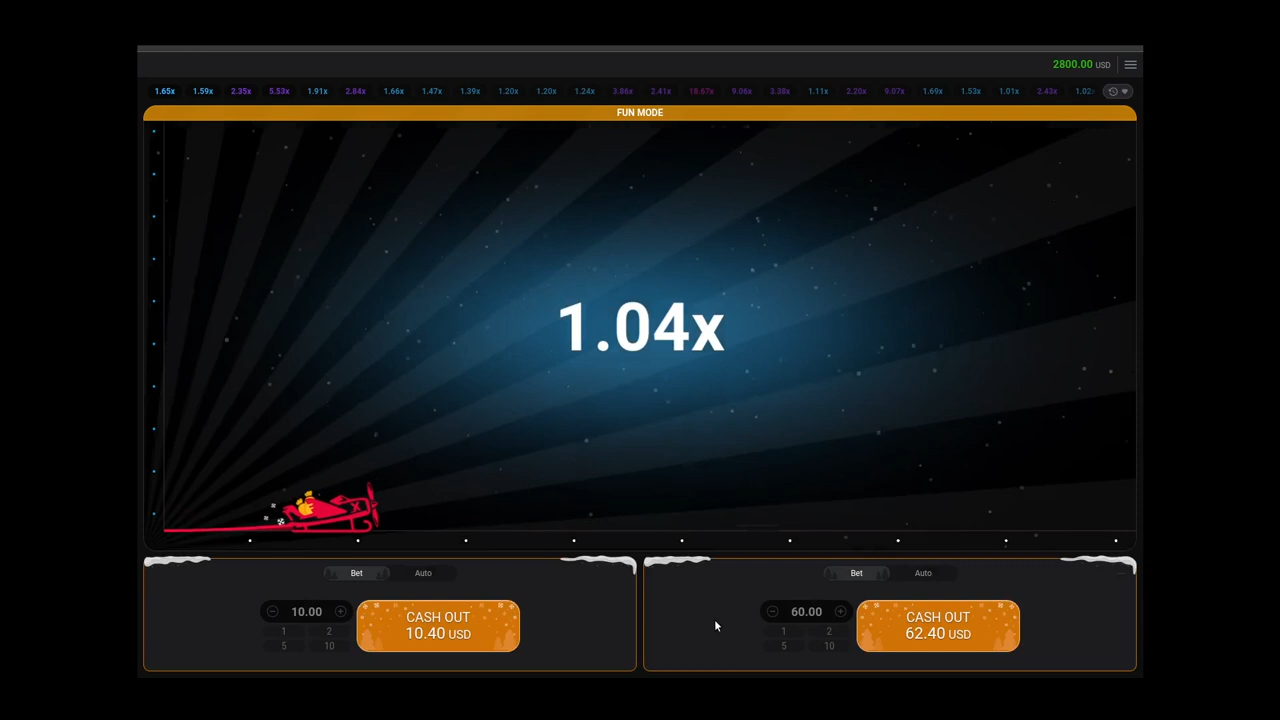 2800.00 USD
1.65x 1.59x 2.35x 5.53x 1.91x 2.84x 1.66x 1.47x 1.39x 1.20x 1.20x 1.24x 3.86x 2.41x 18.67x 9.06x 3.38x 1.11x 2.20x 9.07x 1.69x 1.53x 1.01x 2.43x 1.02x
FUN MODE
1.04x
Bet Auto
10.00
1 2
5 10
CASH OUT
10.40 USD
Bet Auto
60.00
1 2
5 10
CASH OUT
62.40 USD